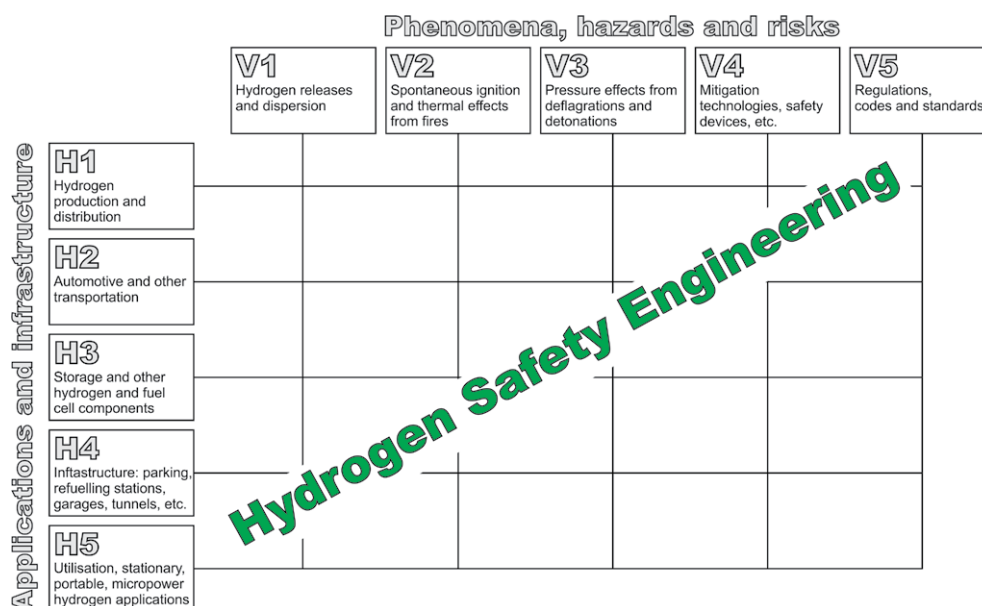 Phenomena, hazards and risks
V1
Hydrogen releases
and dispersion
V2
Spontaneous ignition
and thermal effects
from fires
V3
Pressure effects from
deflagrations and
detonations
V4
Mitigation
technologies, safety
devices, etc.
V5
Regulations,
codes and standards
Applications and infrastructure
H1
Hydrogen
production and
distribution
H2
Automotive and other
transportation
H3
Storage and other
hydrogen and fuel
cell components
H4
Inftastructure: parking,
refuelling stations,
garages, tunnels, etc.
H5
Utilisation, stationary,
portable, micropower
hydrogen applications
Hydrogen Safety Engineering